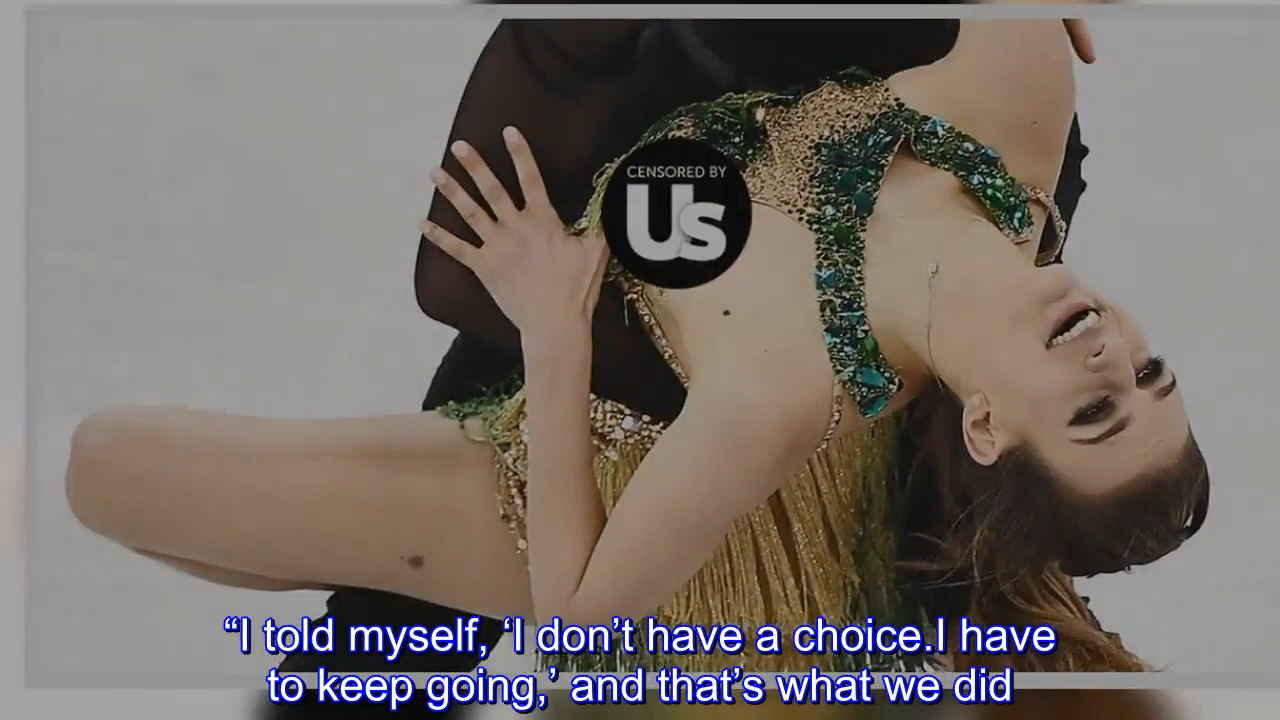 CENSORED BY
Us
“I told myself, ‘I don’t have a choice.I have
to keep going,’ and that’s what we did